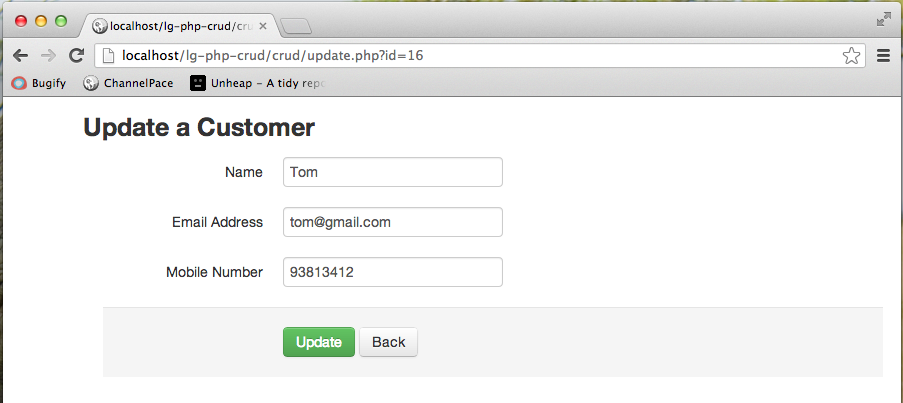 localhost/lg-php-crud/cru
localhost/lg-php-crud/crud/update.php?id=16
Bugify ChannelPace Unheap – A tidy repo
Update a Customer
Name Tom
Email Address tom@gmail.com
Mobile Number 93813412
Update Back